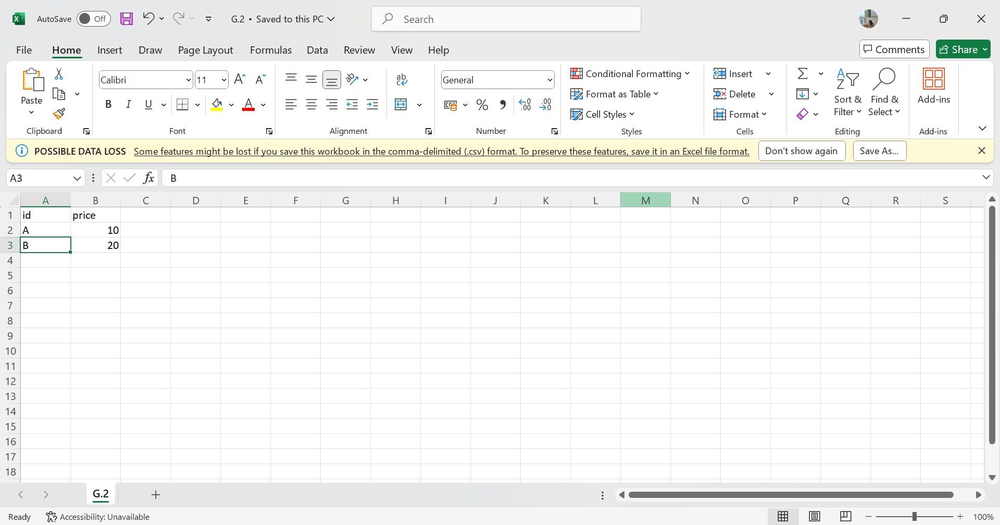 AutoSave Off G.2 • Saved to this PC Search
File Home Insert Draw Page Layout Formulas Data Review View Help Comments Share
Paste Calibri 11 General Conditional Formatting Format as Table Cell Styles Insert Delete Format Sort & Filter Find & Select Add-ins
B I U A ab c % .00
Clipboard Font Alignment Number Styles Cells Editing Add-ins
POSSIBLE DATA LOSS Some features might be lost if you save this workbook in the comma-delimited (.csv) format. To preserve these features, save it in an Excel file format. Don't show again Save As...
A3 fx B
A B C D E F G H I J K L M N O P Q R S
1 id price
2 A 10
3 B 20
4
5
6
7
8
9
10
11
12
13
14
15
16
17
18
G.2
Ready Accessibility: Unavailable 100%